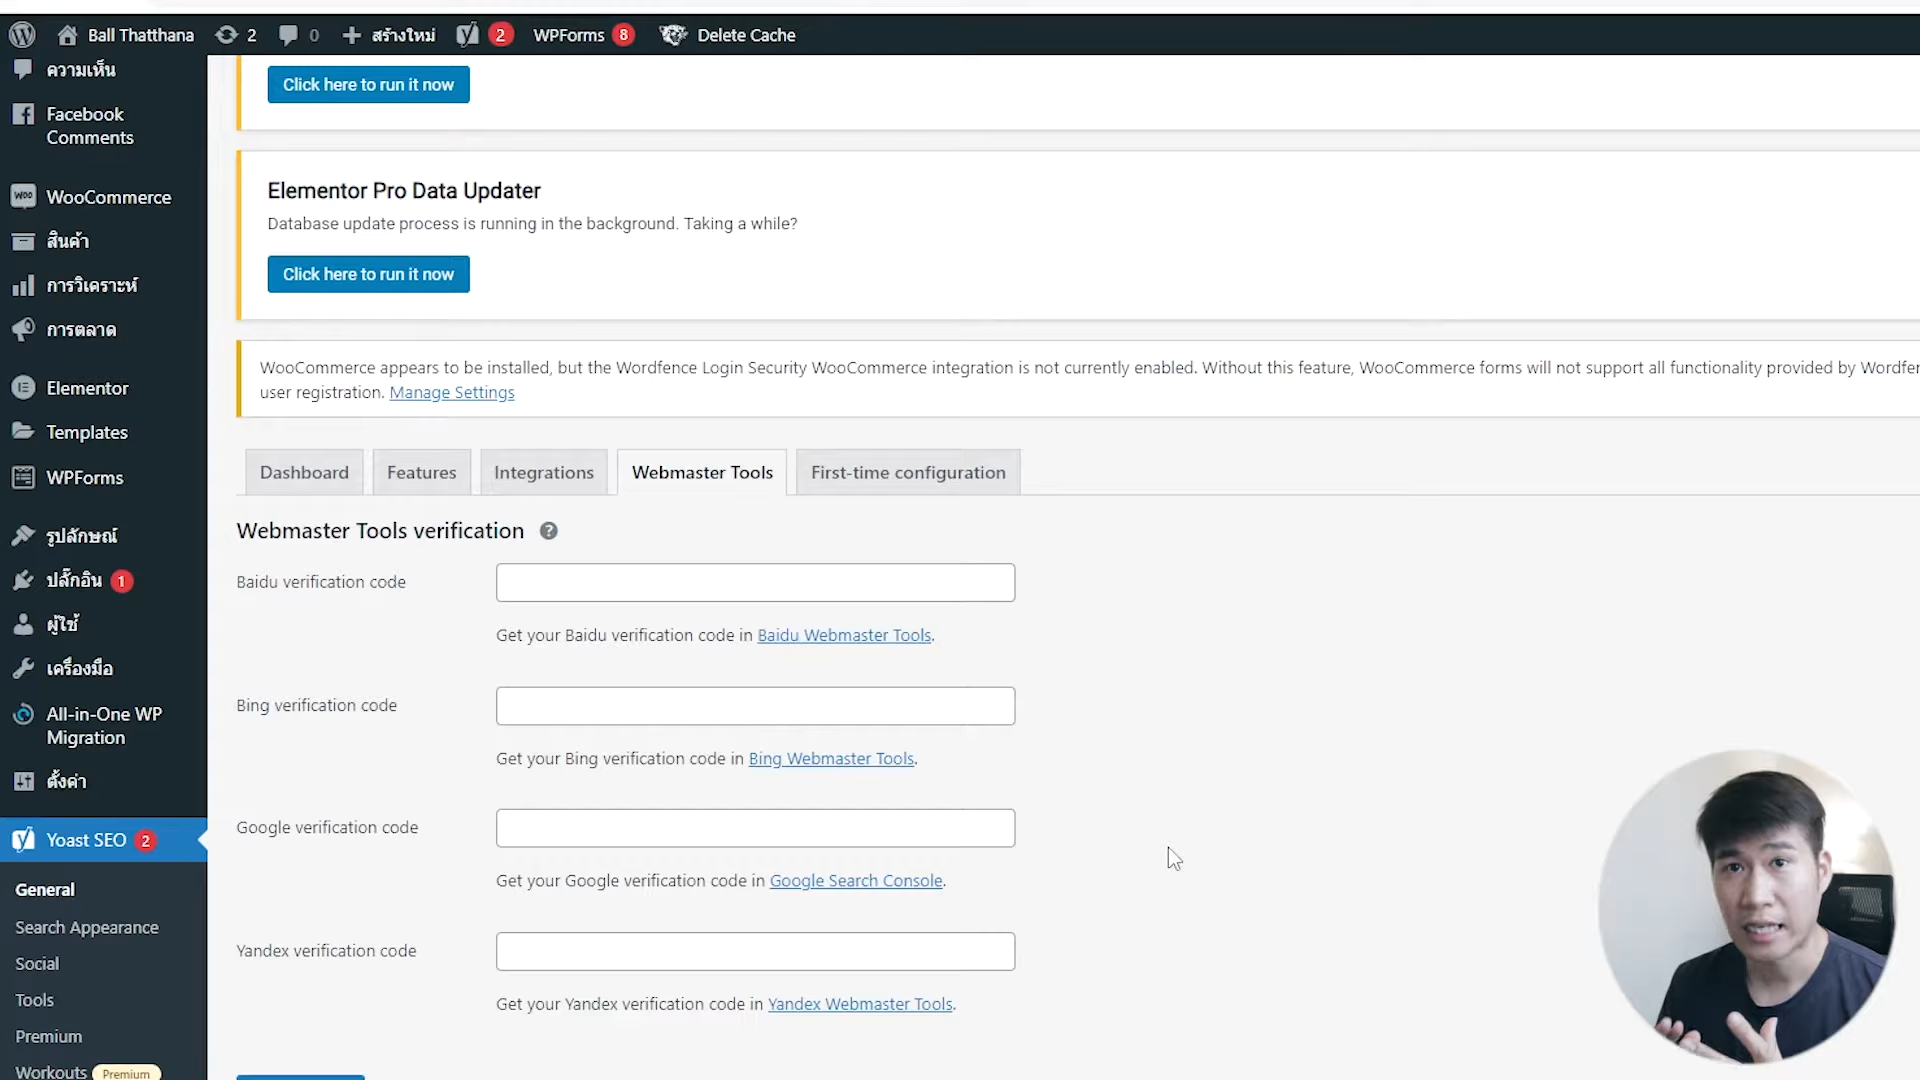 Ball Thatthana 2 0 สร้างใหม่ 2 WPForms 8 Delete Cache
ความเห็น
Facebook
Comments
WooCommerce
สินค้า
การวิเคราะห์
การตลาด
Elementor
Templates
WPForms
รูปลักษณ์
ปลั๊กอิน 1
ผู้ใช้
เครื่องมือ
All-in-One WP
Migration
ตั้งค่า
Yoast SEO 2
General
Search Appearance
Social
Tools
Premium
Workouts Premium
Click here to run it now
Elementor Pro Data Updater
Database update process is running in the background. Taking a while?
Click here to run it now
WooCommerce appears to be installed, but the Wordfence Login Security WooCommerce integration is not currently enabled. Without this feature, WooCommerce forms will not support all functionality provided by
user registration. Manage Settings
Dashboard Features Integrations Webmaster Tools First-time configuration
Webmaster Tools verification ?
Baidu verification code
Get your Baidu verification code in Baidu Webmaster Tools.
Bing verification code
Get your Bing verification code in Bing Webmaster Tools.
Google verification code
Get your Google verification code in Google Search Console.
Yandex verification code
Get your Yandex verification code in Yandex Webmaster Tools.